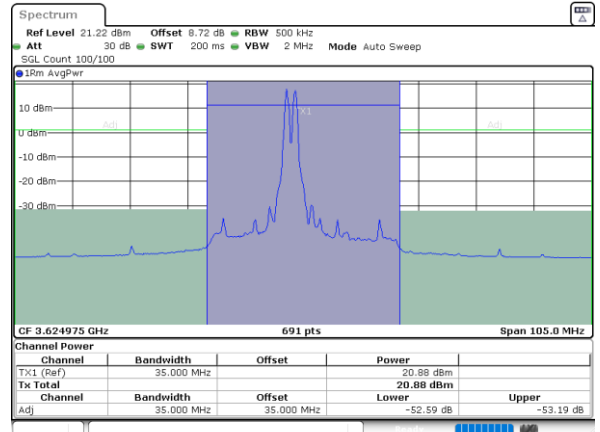 Spectrum
Ref Level 21.22 dBm Offset 8.72 dB RBW 500 kHz
Att 30 dB SWT 200 ms VBW 2 MHz Mode Auto Sweep
SGL Count 100/100
1Rm AvgPwr
10 dBm
TX1
Adj Adj
0 dBm
-10 dBm
-20 dBm
-30 dBm
CF 3.624975 GHz 691 pts Span 105.0 MHz
Channel Power
Channel Bandwidth Offset Power
TX1 (Ref) 35.000 MHz 20.88 dBm
Tx Total 20.88 dBm
Channel Bandwidth Offset Lower Upper
Adj 35.000 MHz 35.000 MHz -52.59 dB -53.19 dB
Ready